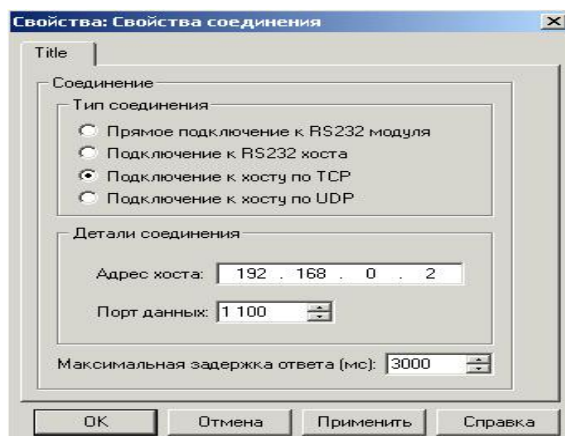 Свойства: Свойства соединения
Title
Соединение
Тип соединения
Прямое подключение к RS232 модуля
Подключение к RS232 хоста
Подключение к хосту по TCP
Подключение к хосту по UDP
Детали соединения
Адрес хоста: 192 . 168 . 0 . 2
Порт данных: 1 100
Максимальная задержка ответа (мс): 3000
OK Отмена Применить Справка